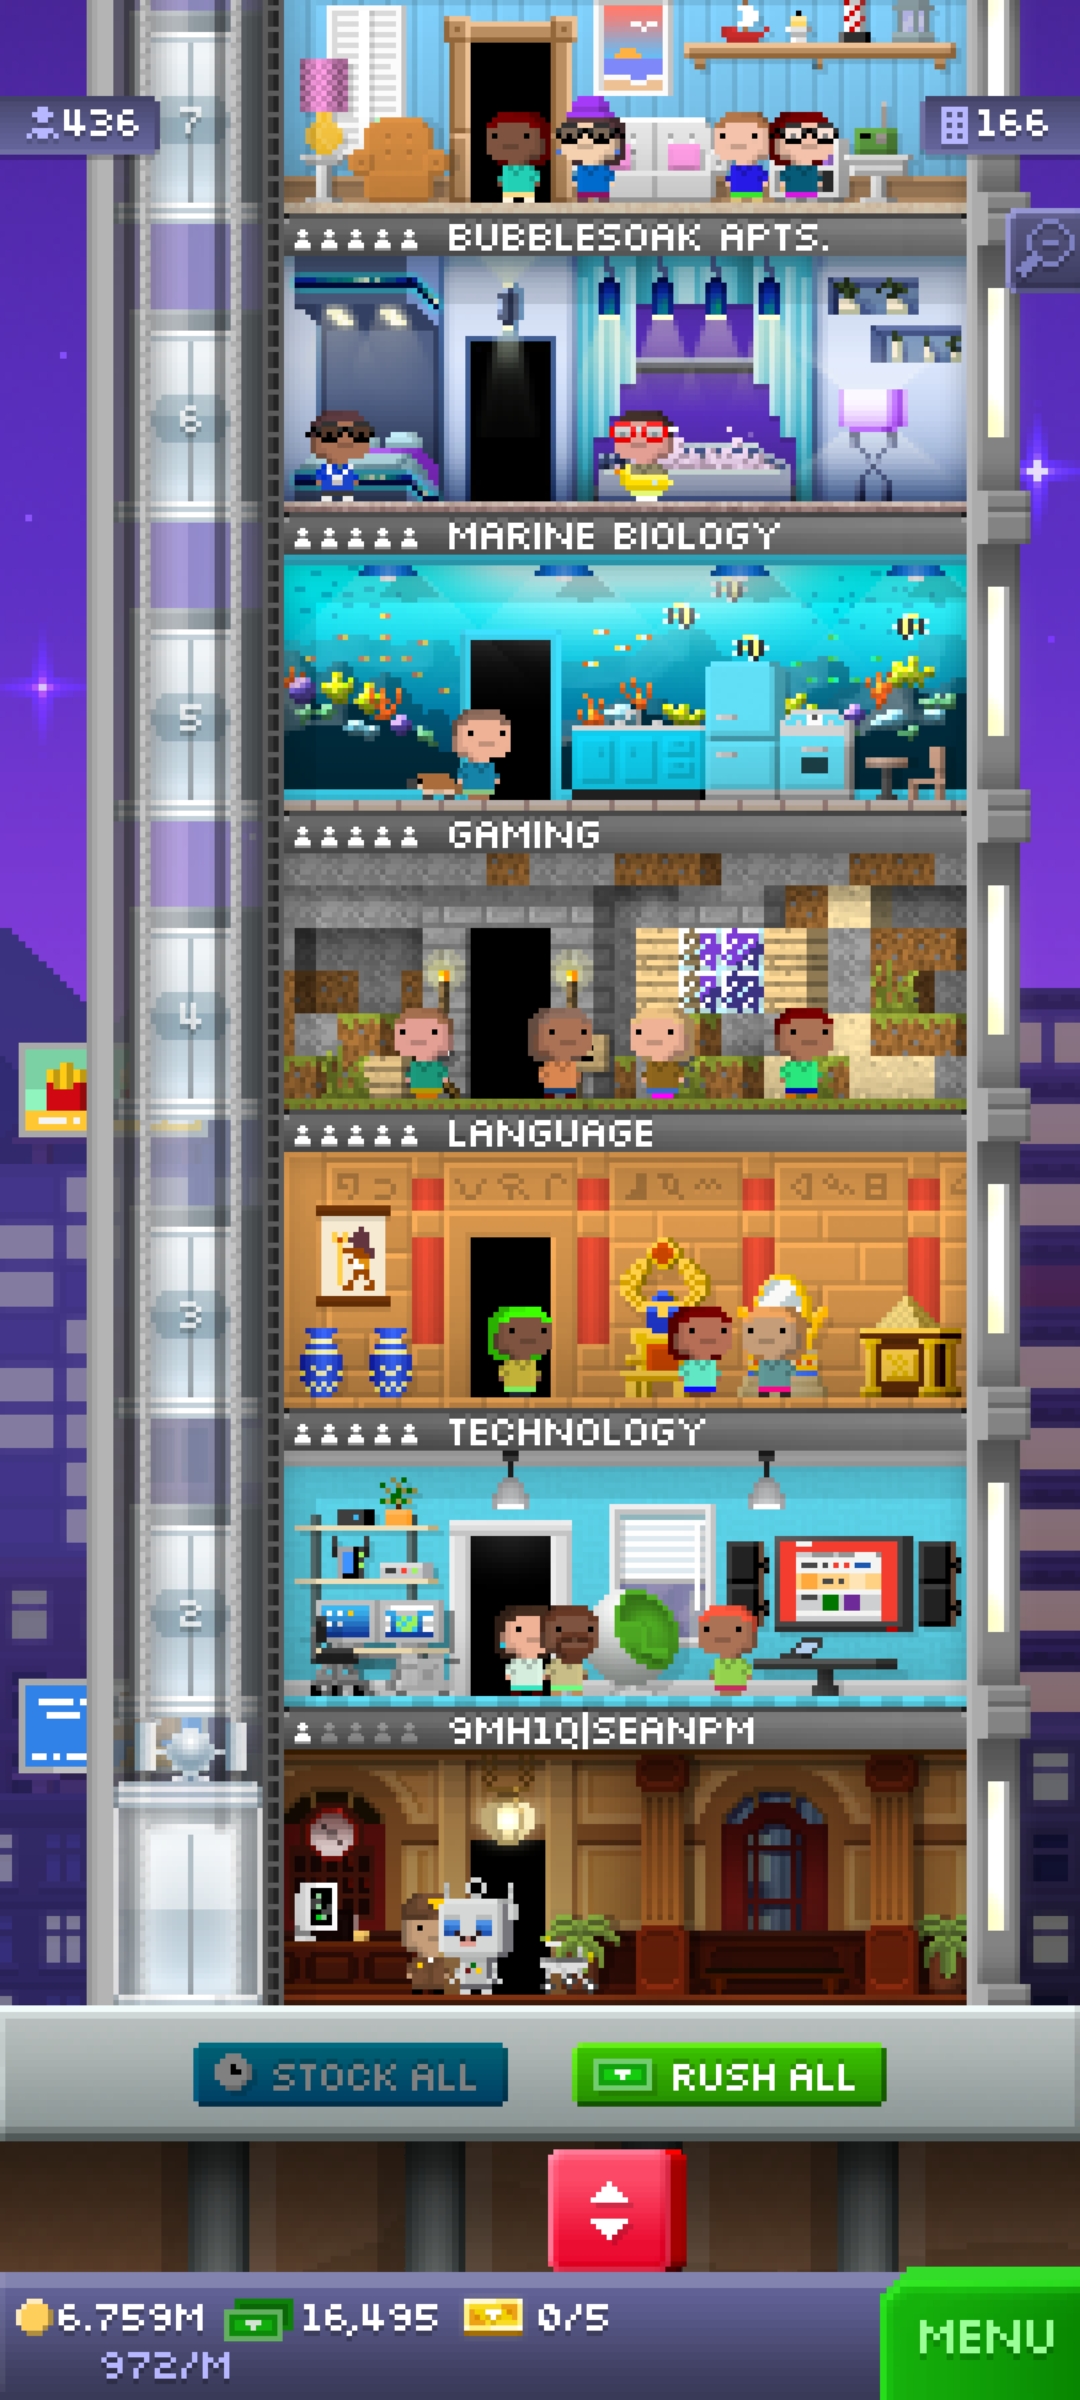 7
436
166
BUBBLESOAK APTS.
6
MARINE BIOLOGY
5
GAMING
4
LANGUAGE
3
TECHNOLOGY
2
9MH1Q|SEANPM
STOCK ALL
RUSH ALL
6.759M
16,495
0/5
MENU
972/M